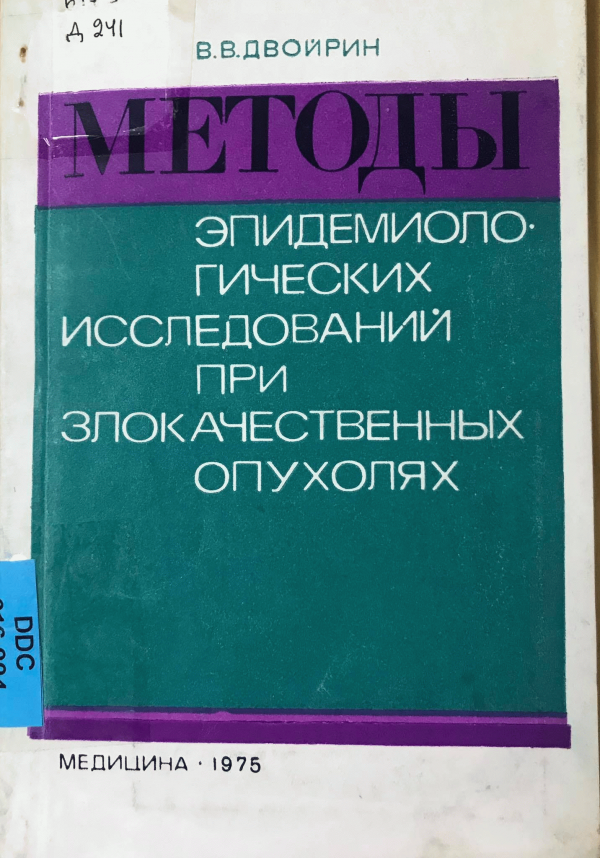 Д 241
В.В.ДВОЙРИН
МЕТОДЫ
ЭПИДЕМИОЛО-
ГИЧЕСКИХ
ИССЛЕДОВАНИЙ
ПРИ
ЗЛОКАЧЕСТВЕННЫХ
ОПУХОЛЯХ
DDC
МЕДИЦИНА · 1975